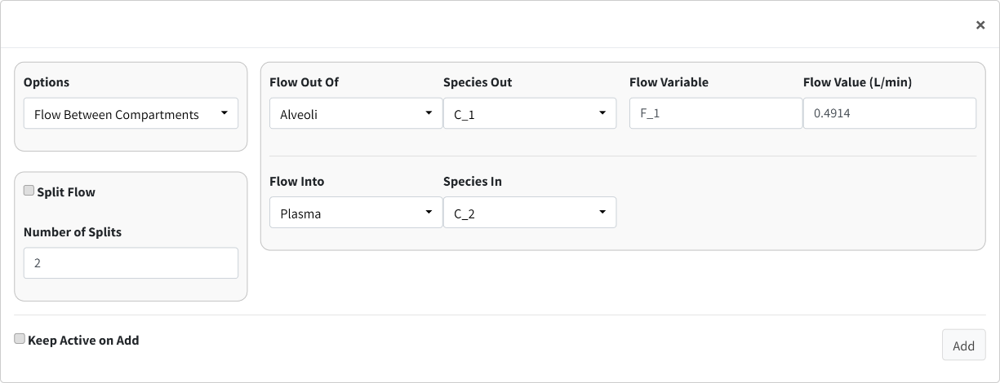 ×
Options
Flow Between Compartments
Split Flow
Number of Splits
2
Flow Out Of Species Out Flow Variable Flow Value (L/min)
Alveoli C_1 F_1 0.4914
Flow Into Species In
Plasma C_2
Keep Active on Add
Add